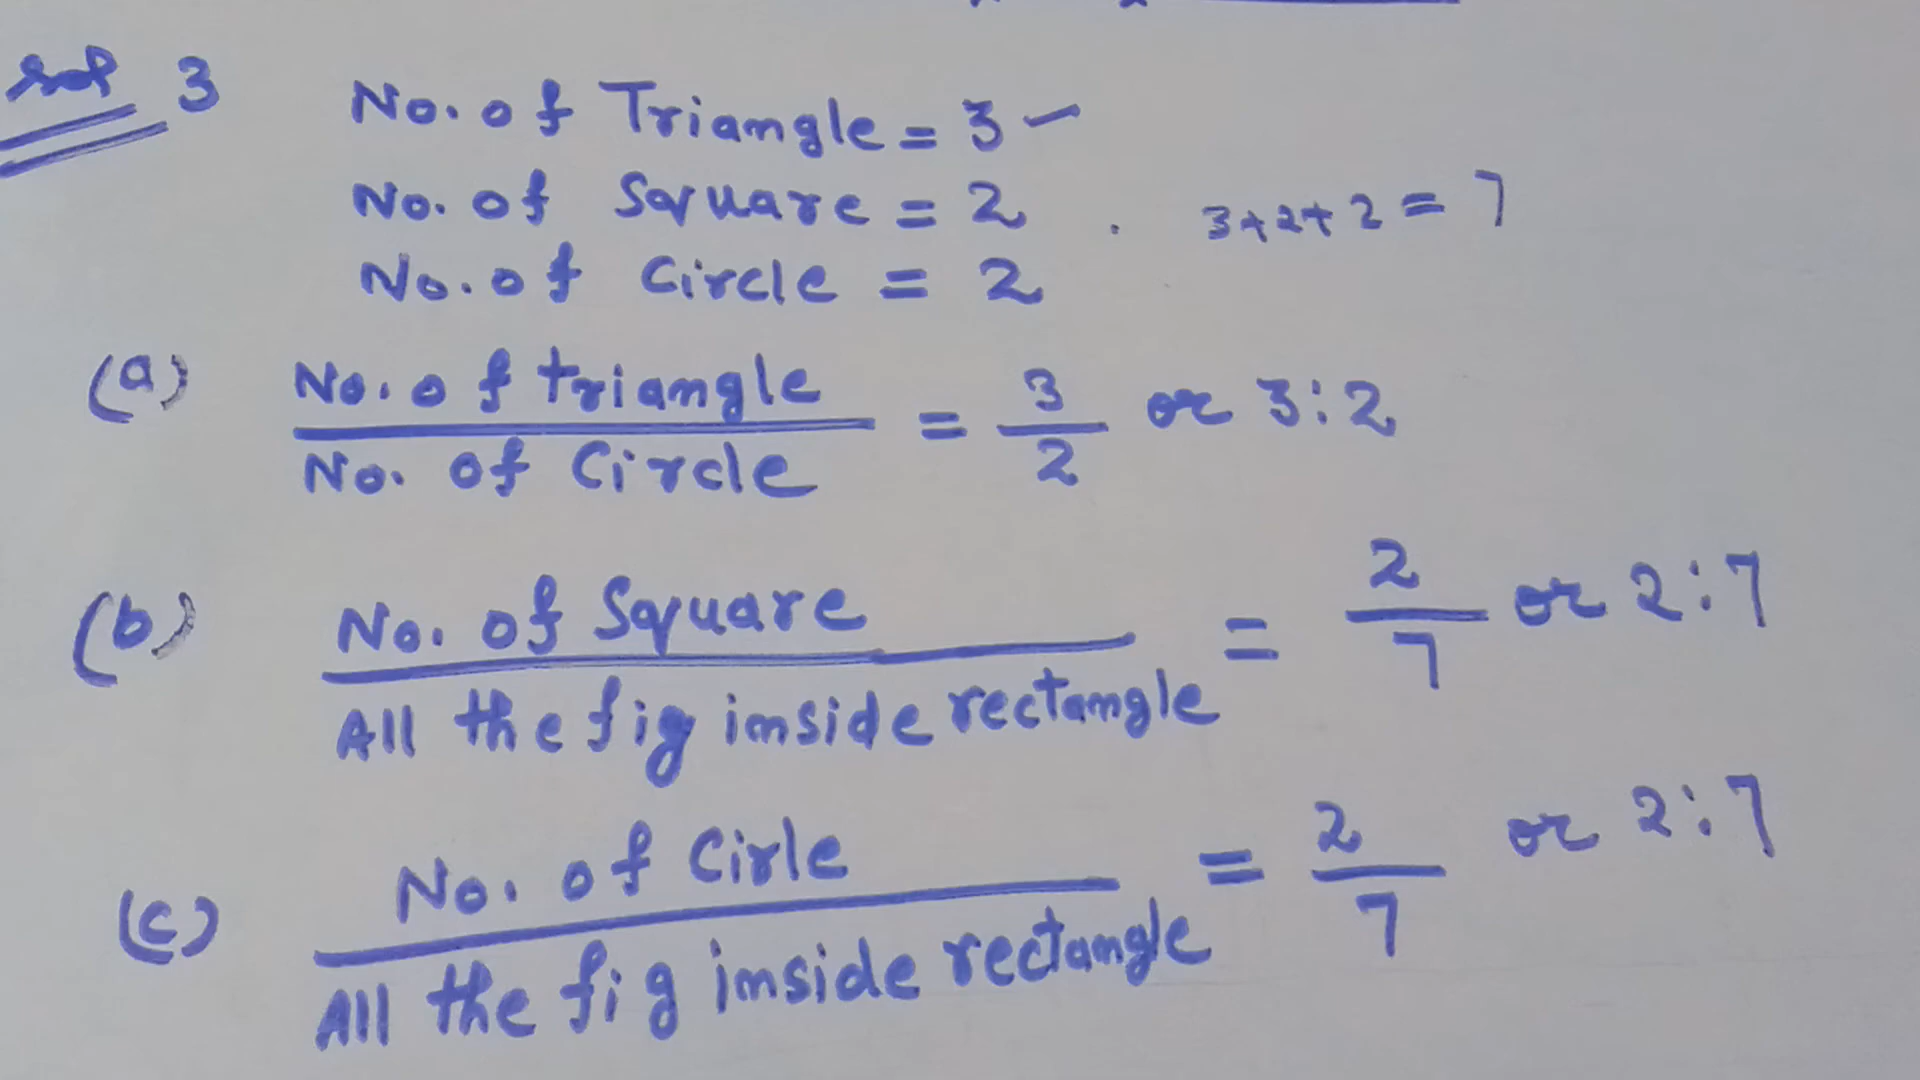 Sol 3
No. of Triangle = 3 -
No. of Square = 2 . 3+2+2 = 7
No. of Circle = 2
(a) No. of triangle / No. of Circle = 3/2 or 3:2
(b) No. of Square / All the fig inside rectangle = 2/7 or 2:7
(c) No. of Cirle / All the fig inside rectangle = 2/7 or 2:7